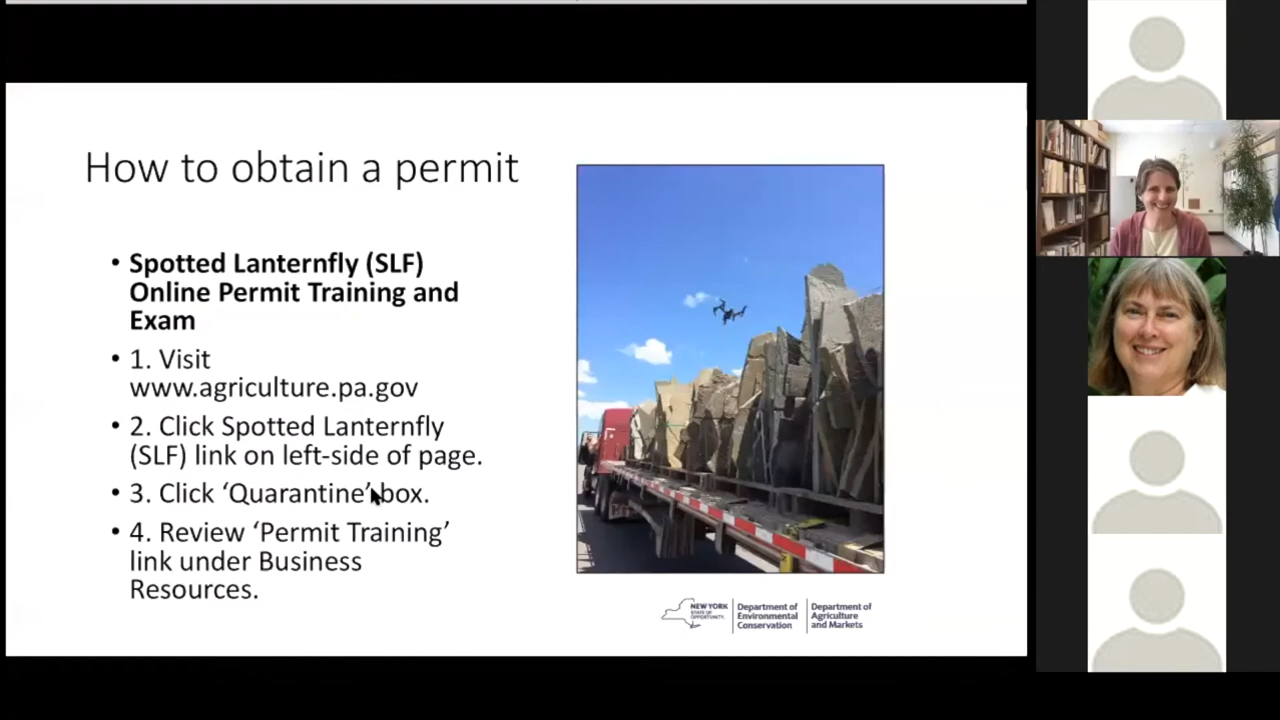 How to obtain a permit
• Spotted Lanternfly (SLF)
Online Permit Training and
Exam
• 1. Visit
www.agriculture.pa.gov
• 2. Click Spotted Lanternfly
(SLF) link on left-side of page.
• 3. Click ‘Quarantine’ box.
• 4. Review ‘Permit Training’
link under Business
Resources.
NEW YORK
STATE OF
OPPORTUNITY.
Department of
Environmental
Conservation
Department of
Agriculture
and Markets